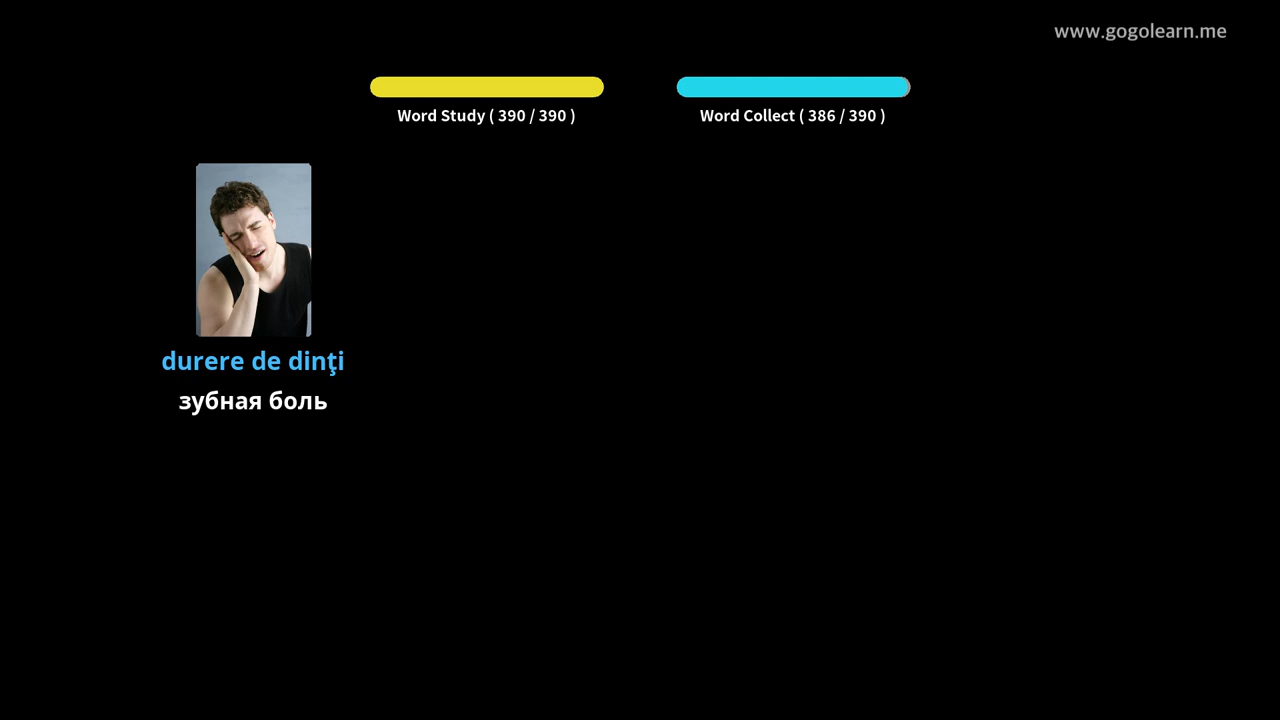 www.gogolearn.me
Word Study ( 390 / 390 )
Word Collect ( 386 / 390 )
durere de dinţi
зубная боль